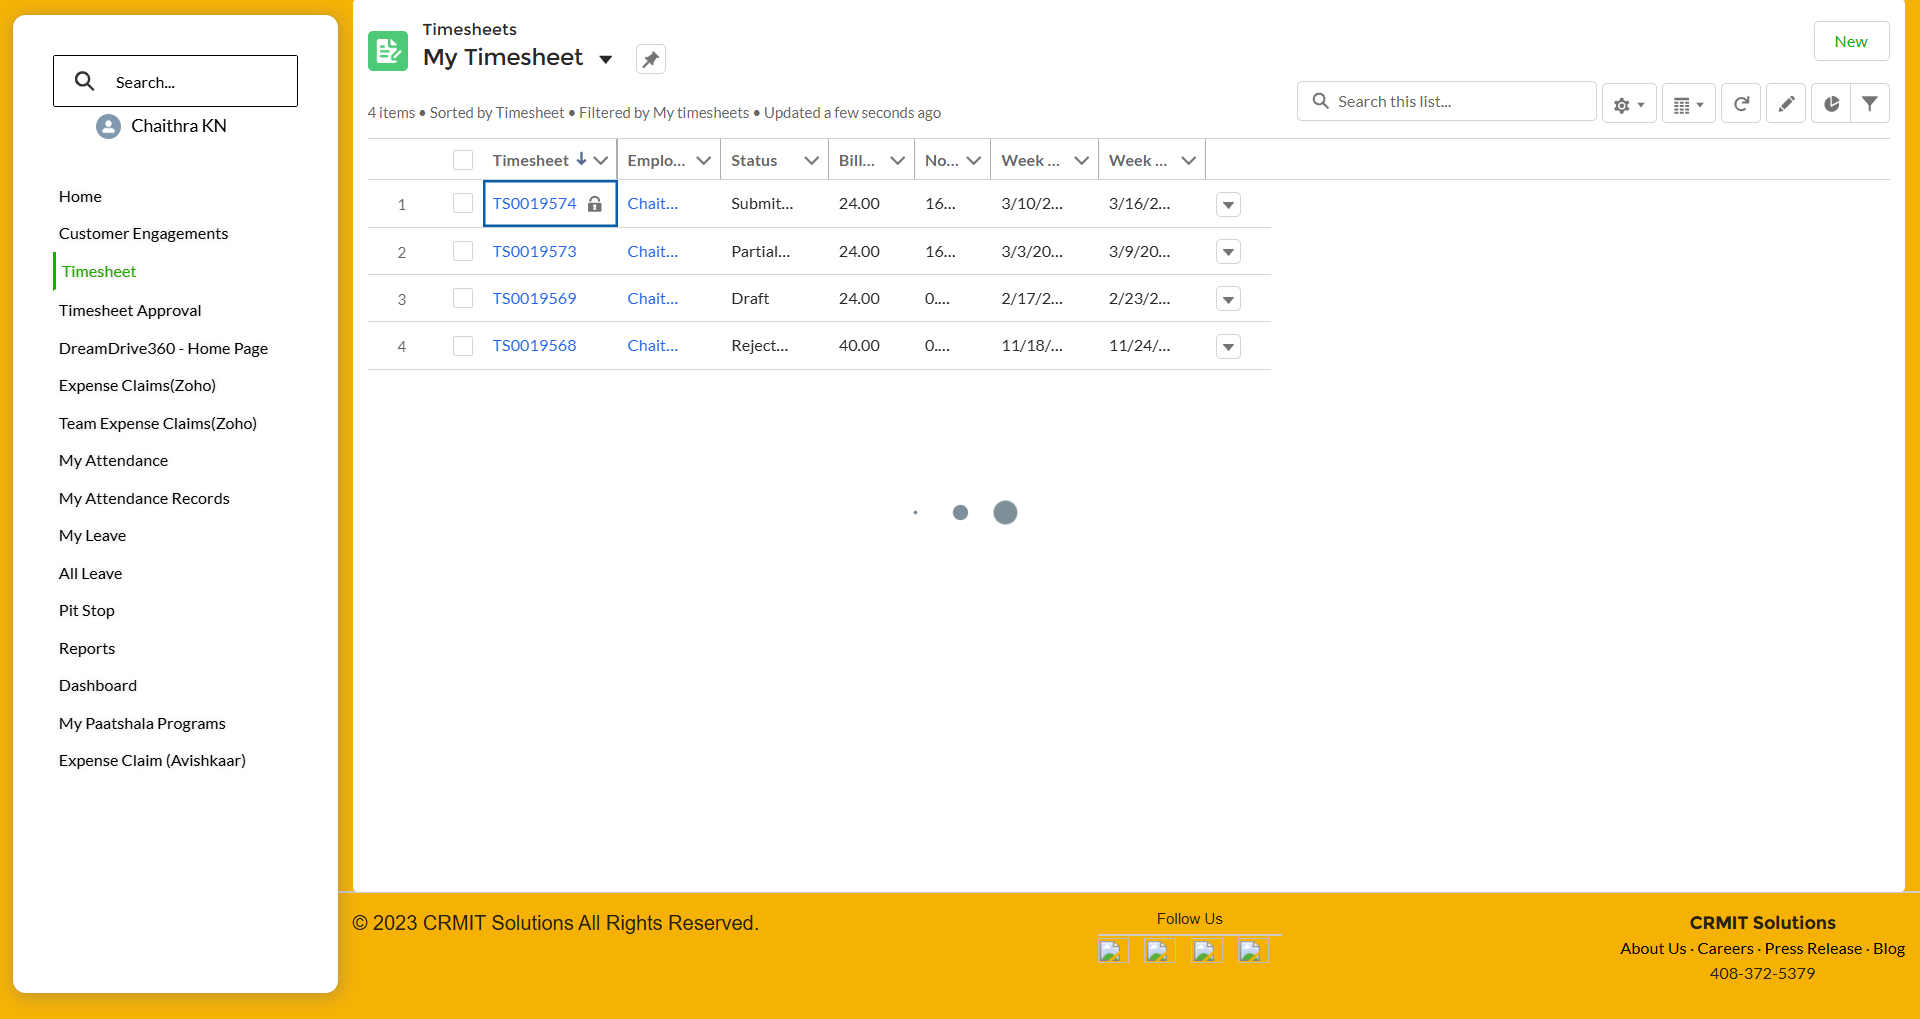 Search...
Chaithra KN
Home
Customer Engagements
Timesheet
Timesheet Approval
DreamDrive360 - Home Page
Expense Claims(Zoho)
Team Expense Claims(Zoho)
My Attendance
My Attendance Records
My Leave
All Leave
Pit Stop
Reports
Dashboard
My Paatshala Programs
Expense Claim (Avishkaar)
Timesheets
My Timesheet
New
4 items • Sorted by Timesheet • Filtered by My timesheets • Updated a few seconds ago
Search this list...
Timesheet Emplo... Status Bill... No... Week ... Week ...
1 TS0019574 Chait... Submit... 24.00 16... 3/10/2... 3/16/2...
2 TS0019573 Chait... Partial... 24.00 16... 3/3/20... 3/9/20...
3 TS0019569 Chait... Draft 24.00 0.... 2/17/2... 2/23/2...
4 TS0019568 Chait... Reject... 40.00 0.... 11/18/... 11/24/...
© 2023 CRMIT Solutions All Rights Reserved.
Follow Us
CRMIT Solutions
About Us · Careers · Press Release · Blog
408-372-5379